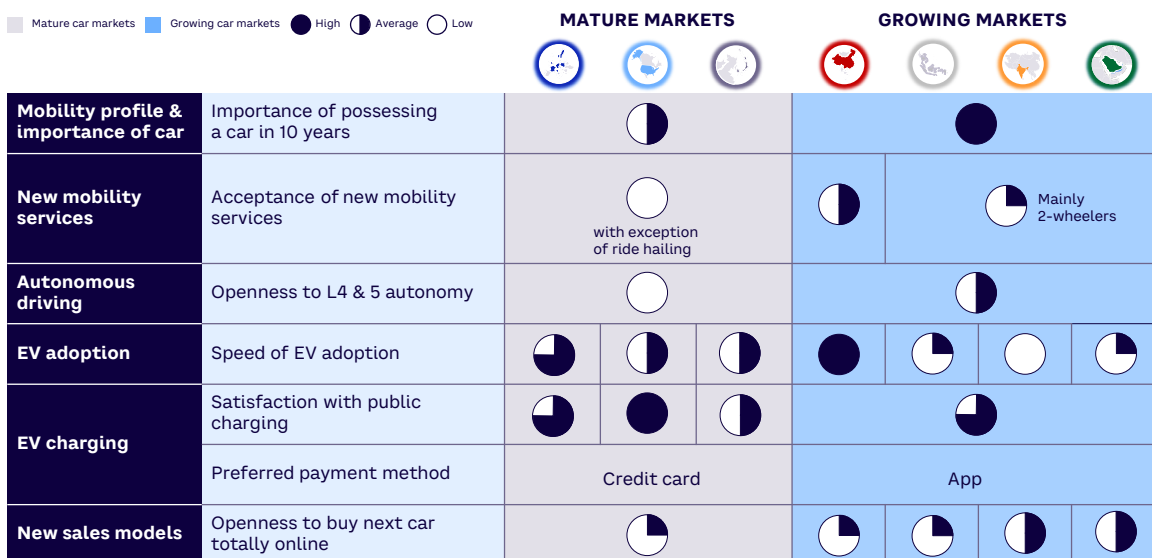 Mature car markets
Growing car markets
High
Average
Low
MATURE MARKETS
GROWING MARKETS
Mobility profile &
importance of car
Importance of possessing
a car in 10 years
New mobility
services
Acceptance of new mobility
services
with exception
of ride hailing
Mainly
2-wheelers
Autonomous
driving
Openness to L4 & 5 autonomy
EV adoption
Speed of EV adoption
EV charging
Satisfaction with public
charging
Preferred payment method
Credit card
App
New sales models
Openness to buy next car
totally online